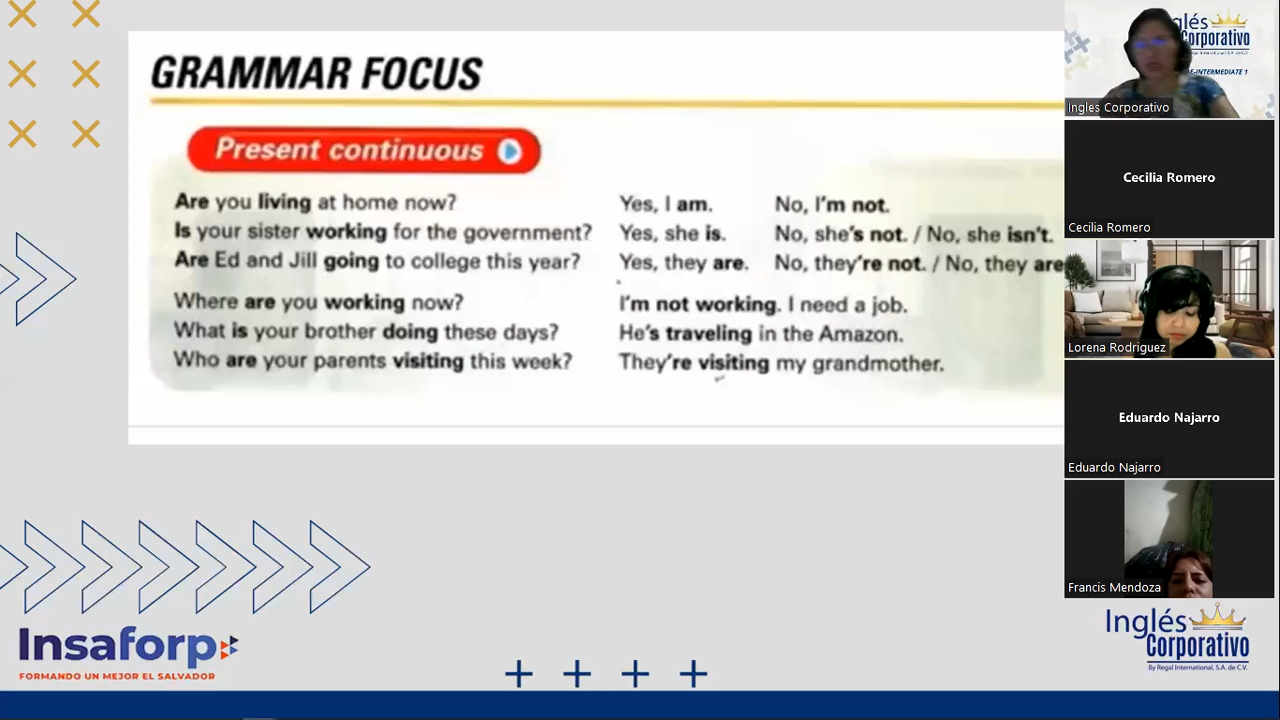 GRAMMAR FOCUS
Present continuous
Are you living at home now? Yes, I am. No, I'm not.
Is your sister working for the government? Yes, she is. No, she's not. / No, she isn't.
Are Ed and Jill going to college this year? Yes, they are. No, they're not. / No, they are
Where are you working now? I'm not working. I need a job.
What is your brother doing these days? He's traveling in the Amazon.
Who are your parents visiting this week? They're visiting my grandmother.
Insaforp
FORMANDO UN MEJOR EL SALVADOR
glés
Corporativo
E-INTERMEDIATE 1
Ingles Corporativo
Cecilia Romero
Cecilia Romero
Lorena Rodriguez
Eduardo Najarro
Eduardo Najarro
Francis Mendoza
Inglés
Corporativo
By Regal International, S.A. de C.V.